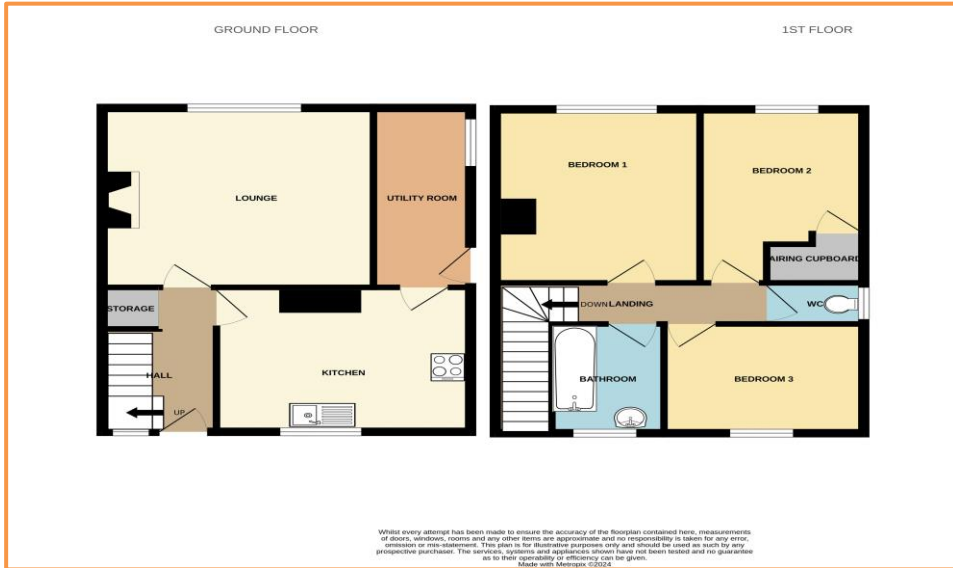 GROUND FLOOR
1ST FLOOR
LOUNGE
UTILITY ROOM
STORAGE
HALL
UP
KITCHEN
BEDROOM 1
BEDROOM 2
AIRING CUPBOARD
DOWN
LANDING
WC
BATHROOM
BEDROOM 3
Whilst every attempt has been made to ensure the accuracy of the floorplan contained here, measurements
of doors, windows, rooms and any other items are approximate and no responsibility is taken for any error,
omission or mis-statement. This plan is for illustrative purposes only and should be used as such by any
prospective purchaser. The services, systems and appliances shown have not been tested and no guarantee
as to their operability or efficiency can be given.
Made with Metropix ©2024